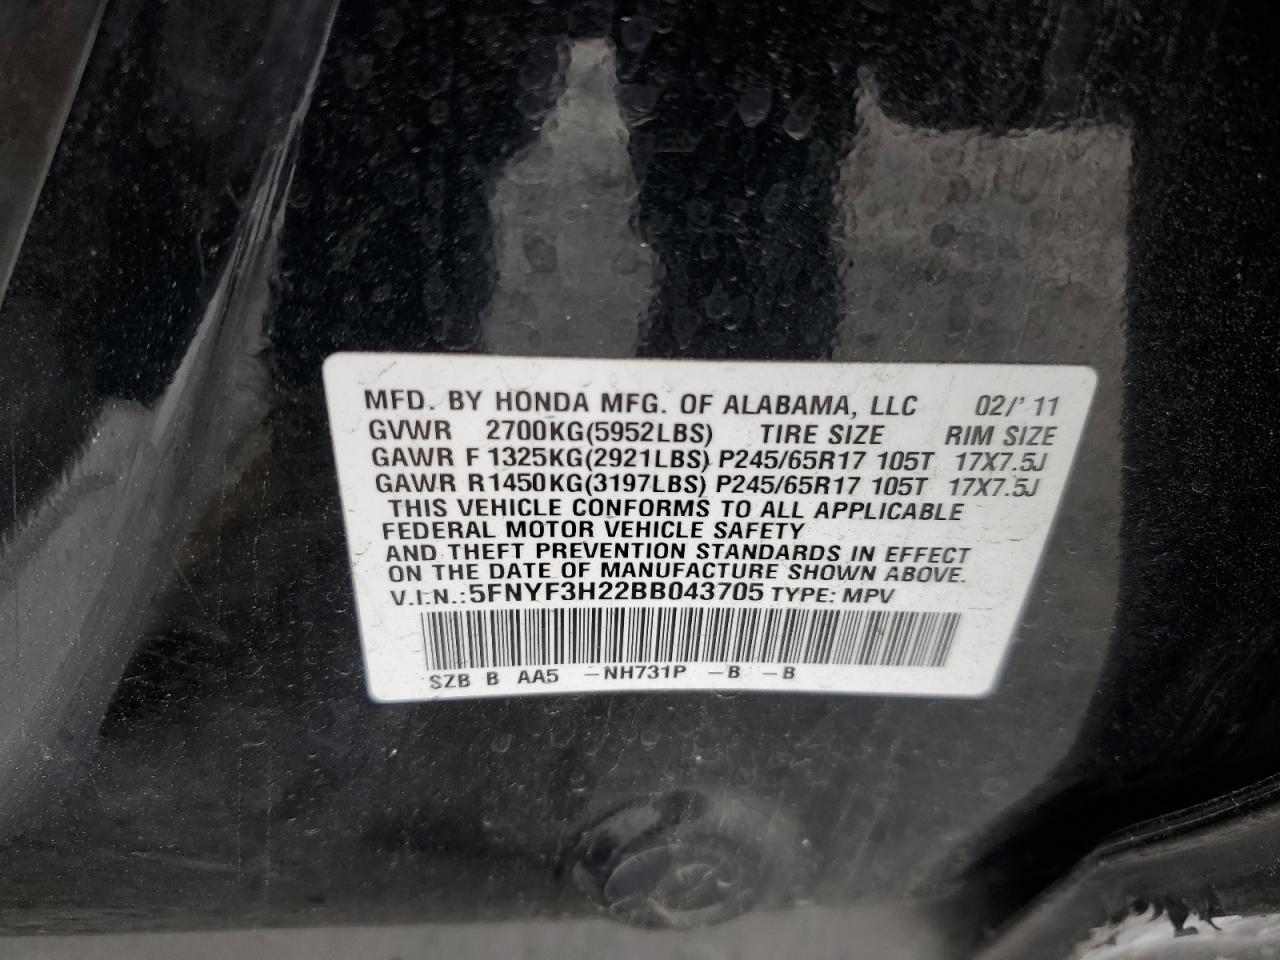 MFD. BY HONDA MFG. OF ALABAMA, LLC 02/'11
GVWR 2700KG(5952LBS) TIRE SIZE RIM SIZE
GAWR F 1325KG(2921LBS) P245/65R17 105T 17X7.5J
GAWR R 1450KG(3197LBS) P245/65R17 105T 17X7.5J
THIS VEHICLE CONFORMS TO ALL APPLICABLE
FEDERAL MOTOR VEHICLE SAFETY
AND THEFT PREVENTION STANDARDS IN EFFECT
ON THE DATE OF MANUFACTURE SHOWN ABOVE.
V.I.N.: 5FNYF3H22BB043705 TYPE: MPV
SZB B AA5 -NH731P -B -B